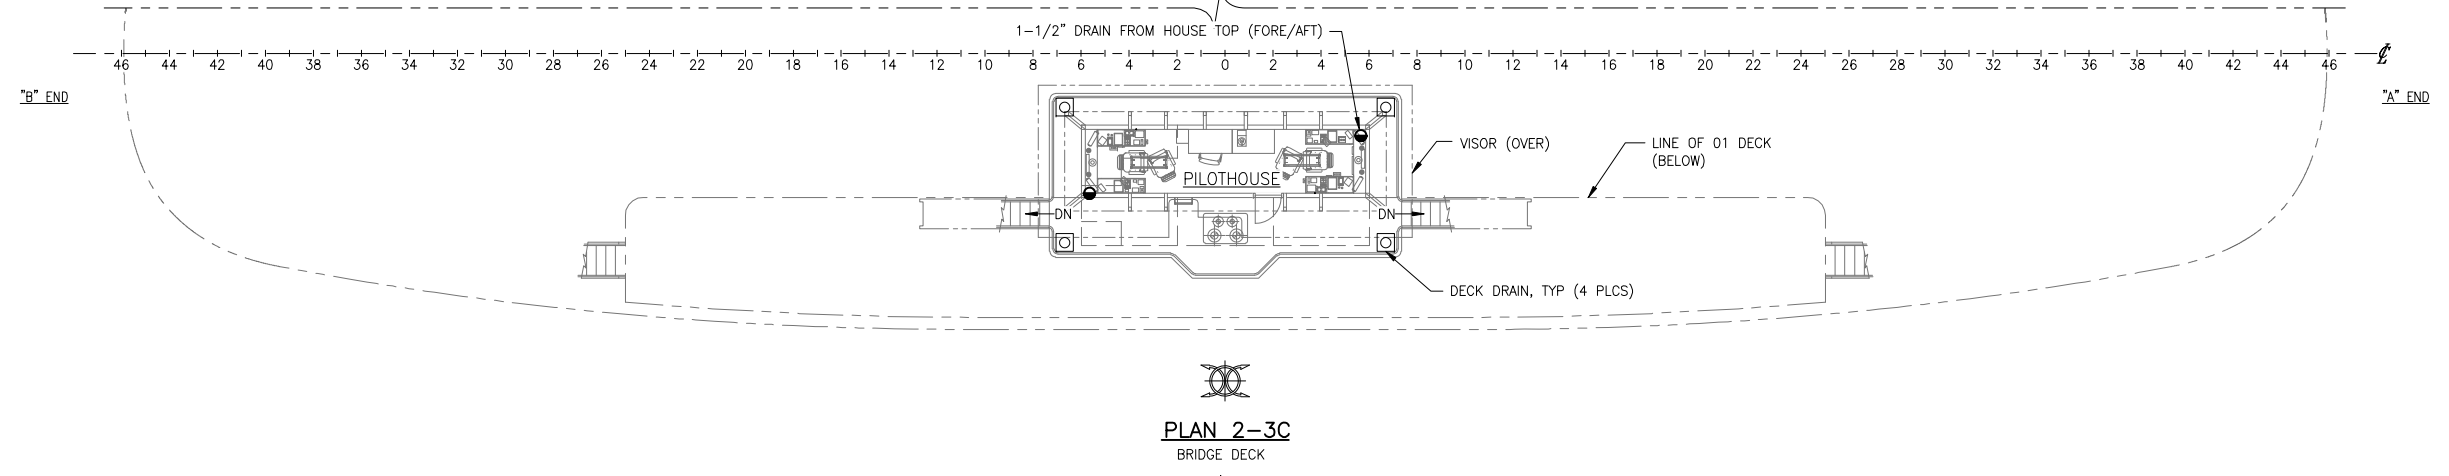 1-1/2" DRAIN FROM HOUSE TOP (FORE/AFT)
46 44 42 40 38 36 34 32 30 28 26 24 22 20 18 16 14 12 10 8 6 4 2 0 2 4 6 8 10 12 14 16 18 20 22 24 26 28 30 32 34 36 38 40 42 44 46
℄
"B" END
"A" END
VISOR (OVER)
LINE OF 01 DECK
(BELOW)
PILOTHOUSE
DN
DN
DECK DRAIN, TYP (4 PLCS)
PLAN 2-3C
BRIDGE DECK